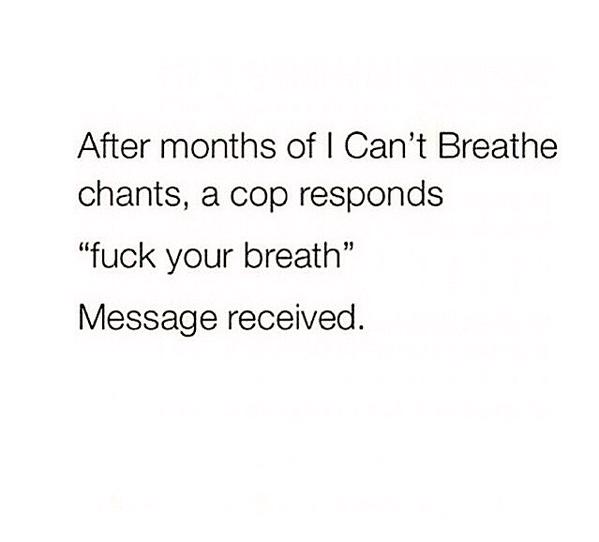 After months of I Can’t Breathe
chants, a cop responds
“fuck your breath”
Message received.